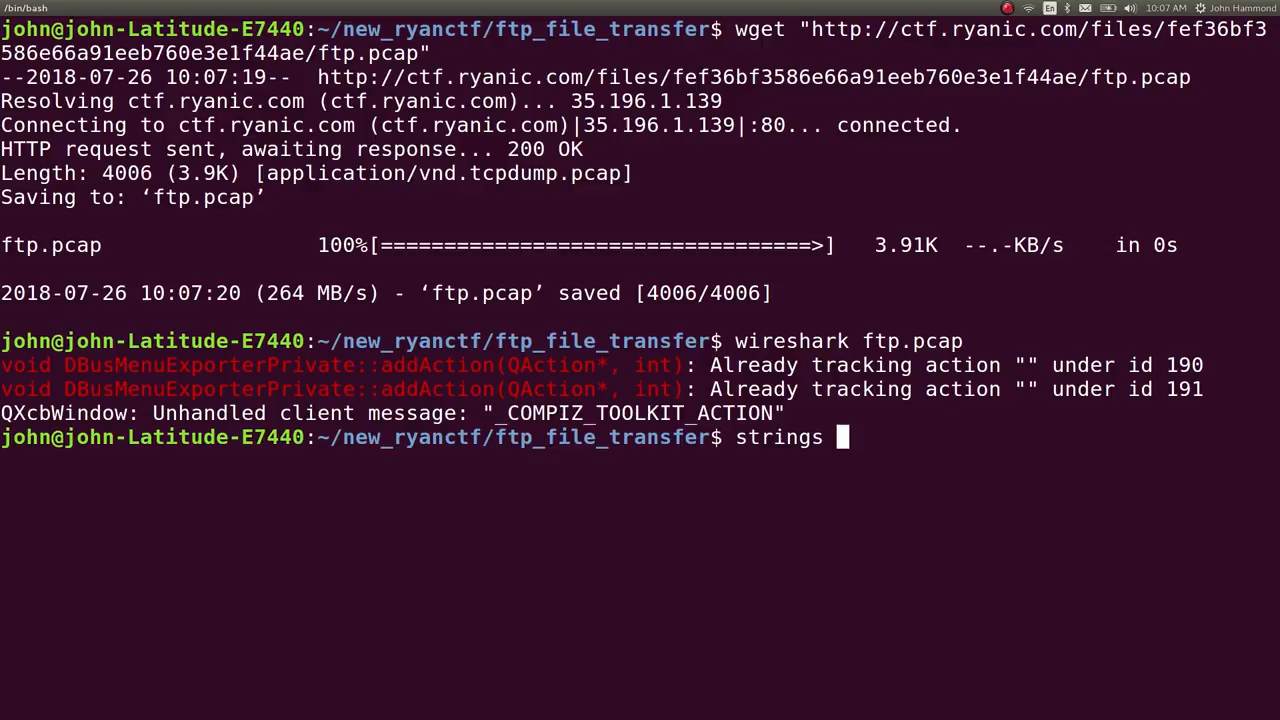 /bin/bash
En
10:07 AM
John Hammond
john@john-Latitude-E7440:~/new_ryanctf/ftp_file_transfer$ wget "http://ctf.ryanic.com/files/fef36bf3
586e66a91eeb760e3e1f44ae/ftp.pcap"
--2018-07-26 10:07:19--  http://ctf.ryanic.com/files/fef36bf3586e66a91eeb760e3e1f44ae/ftp.pcap
Resolving ctf.ryanic.com (ctf.ryanic.com)... 35.196.1.139
Connecting to ctf.ryanic.com (ctf.ryanic.com)|35.196.1.139|:80... connected.
HTTP request sent, awaiting response... 200 OK
Length: 4006 (3.9K) [application/vnd.tcpdump.pcap]
Saving to: ‘ftp.pcap’
ftp.pcap                 100%[==================================>]   3.91K  --.-KB/s    in 0s
2018-07-26 10:07:20 (264 MB/s) - ‘ftp.pcap’ saved [4006/4006]
john@john-Latitude-E7440:~/new_ryanctf/ftp_file_transfer$ wireshark ftp.pcap
void DBusMenuExporterPrivate::addAction(QAction*, int): Already tracking action "" under id 190
void DBusMenuExporterPrivate::addAction(QAction*, int): Already tracking action "" under id 191
QXcbWindow: Unhandled client message: "_COMPIZ_TOOLKIT_ACTION"
john@john-Latitude-E7440:~/new_ryanctf/ftp_file_transfer$ strings